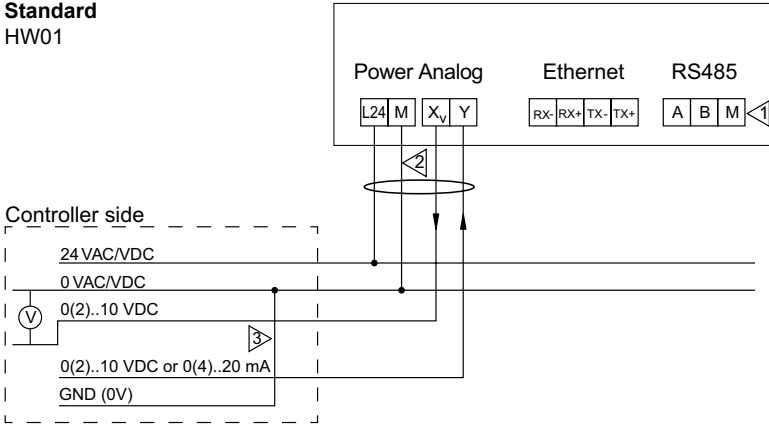 Standard
HW01
Power Analog Ethernet RS485
L24 M Xv Y RX- RX+ TX- TX+ A B M 1
2
Controller side
24 VAC/VDC
0 VAC/VDC
0(2)..10 VDC
V
3
0(2)..10 VDC or 0(4)..20 mA
GND (0V)